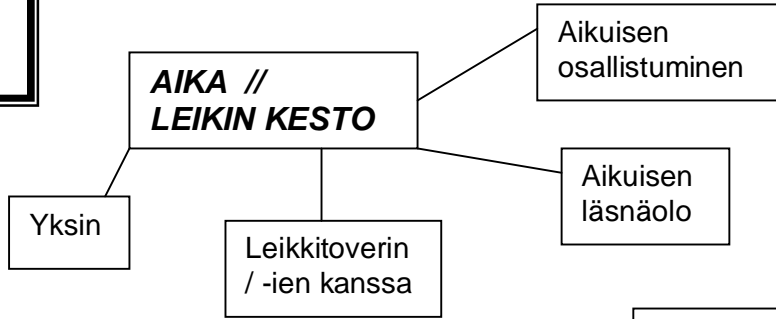 Aikuisen
osallistuminen
AIKA //
LEIKIN KESTO
Aikuisen
läsnäolo
Yksin
Leikkitoverin
/ -ien kanssa